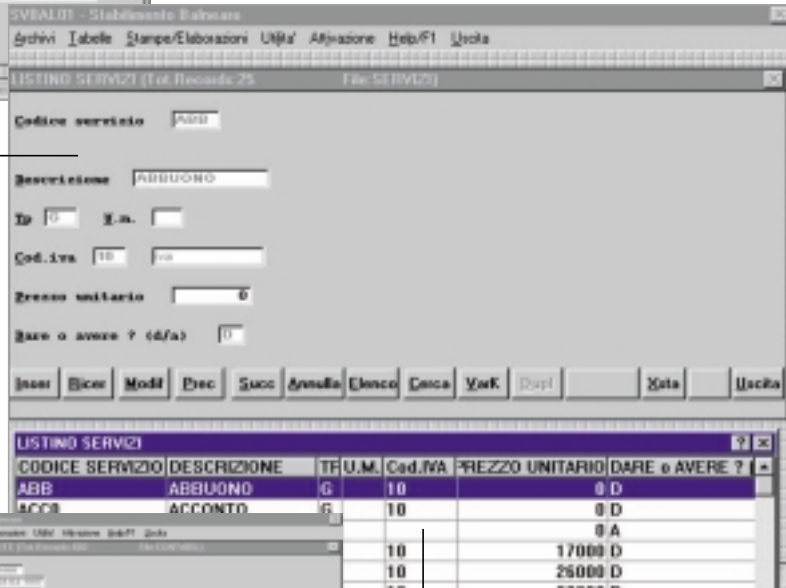 SVBAL01 - Stabilimento Balneare
Archivi Tabelle Stampe/Elaborazioni Utilita' Attivazione Help/F1 Uscita
LISTINO SERVIZI (Tot.Records:25 File:SERVIZI)
Codice servizio ABB
Descrizione ABBUONO
Tp G U.m.
Cod.iva 10 iva
Prezzo unitario 0
Dare o avere ? (d/a) D
Inser Ricer Modif Prec Succ Annulla Elenco Cerca VarK Dupl Xsta Uscita
LISTINO SERVIZI
CODICE SERVIZIO DESCRIZIONE TP U.M. Cod.IVA PREZZO UNITARIO DARE o AVERE ?
ABB ABBUONO G 10 0 D
ACC0 ACCONTO G 10 0 D
0 A
10 17000 D
10 26000 D